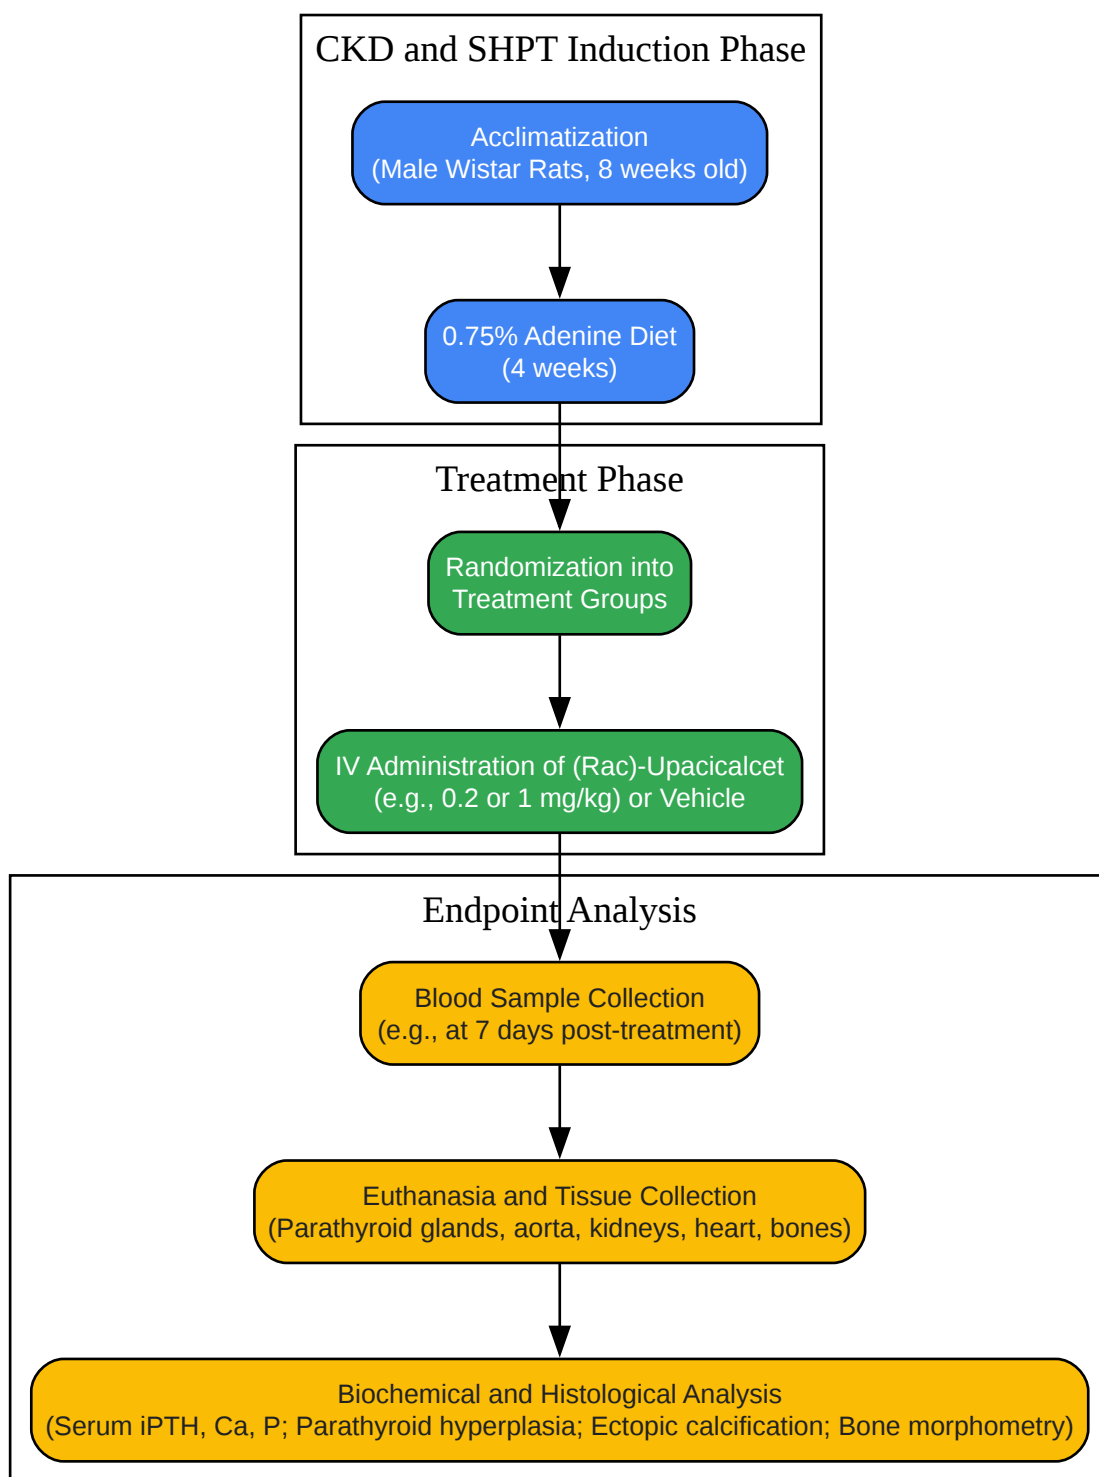 CKD and SHPT Induction Phase
Acclimatization
(Male Wistar Rats, 8 weeks old)
0.75% Adenine Diet
(4 weeks)
Treatment Phase
Randomization into
Treatment Groups
IV Administration of (Rac)-Upacicalcet
(e.g., 0.2 or 1 mg/kg) or Vehicle
Endpoint Analysis
Blood Sample Collection
(e.g., at 7 days post-treatment)
Euthanasia and Tissue Collection
(Parathyroid glands, aorta, kidneys, heart, bones)
Biochemical and Histological Analysis
(Serum iPTH, Ca, P; Parathyroid hyperplasia; Ectopic calcification; Bone morphometry)